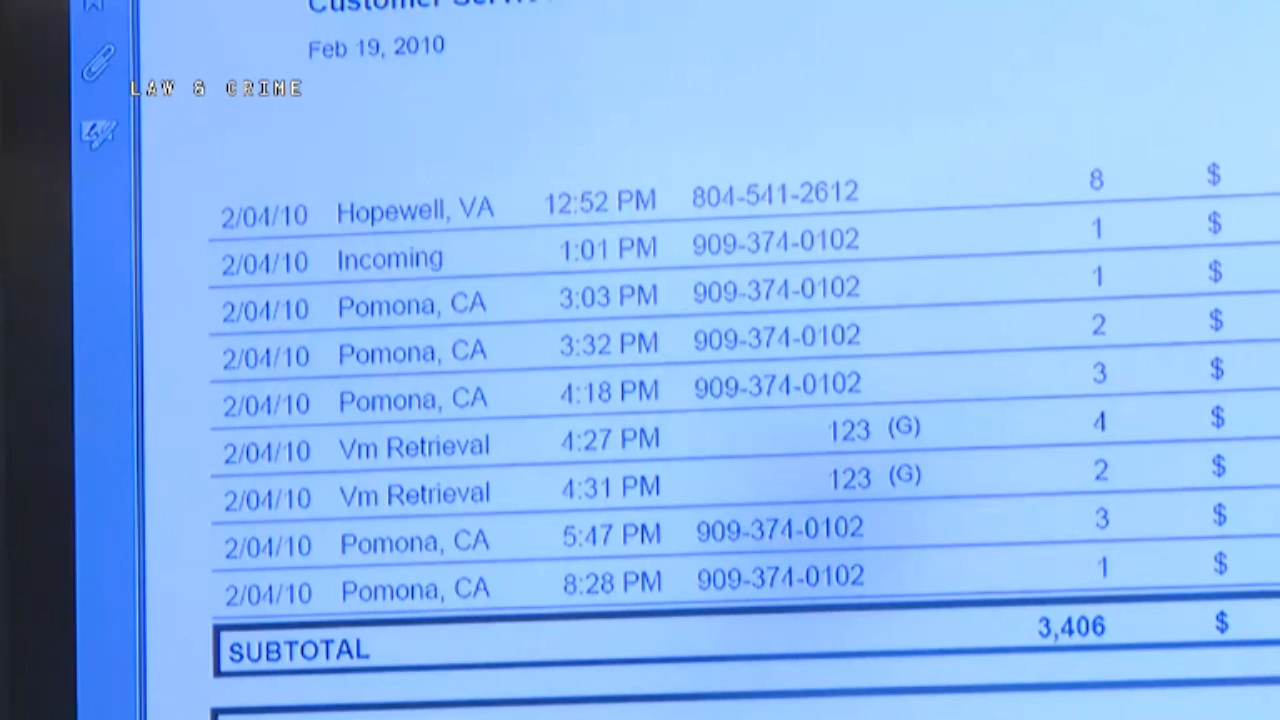 Customer
Feb 19, 2010
LAW & CRIME
2/04/10 Hopewell, VA 12:52 PM 804-541-2612 8 $
2/04/10 Incoming 1:01 PM 909-374-0102 1 $
2/04/10 Pomona, CA 3:03 PM 909-374-0102 1 $
2/04/10 Pomona, CA 3:32 PM 909-374-0102 2 $
2/04/10 Pomona, CA 4:18 PM 909-374-0102 3 $
2/04/10 Vm Retrieval 4:27 PM 123 (G) 4 $
2/04/10 Vm Retrieval 4:31 PM 123 (G) 2 $
2/04/10 Pomona, CA 5:47 PM 909-374-0102 3 $
2/04/10 Pomona, CA 8:28 PM 909-374-0102 1 $
SUBTOTAL 3,406 $